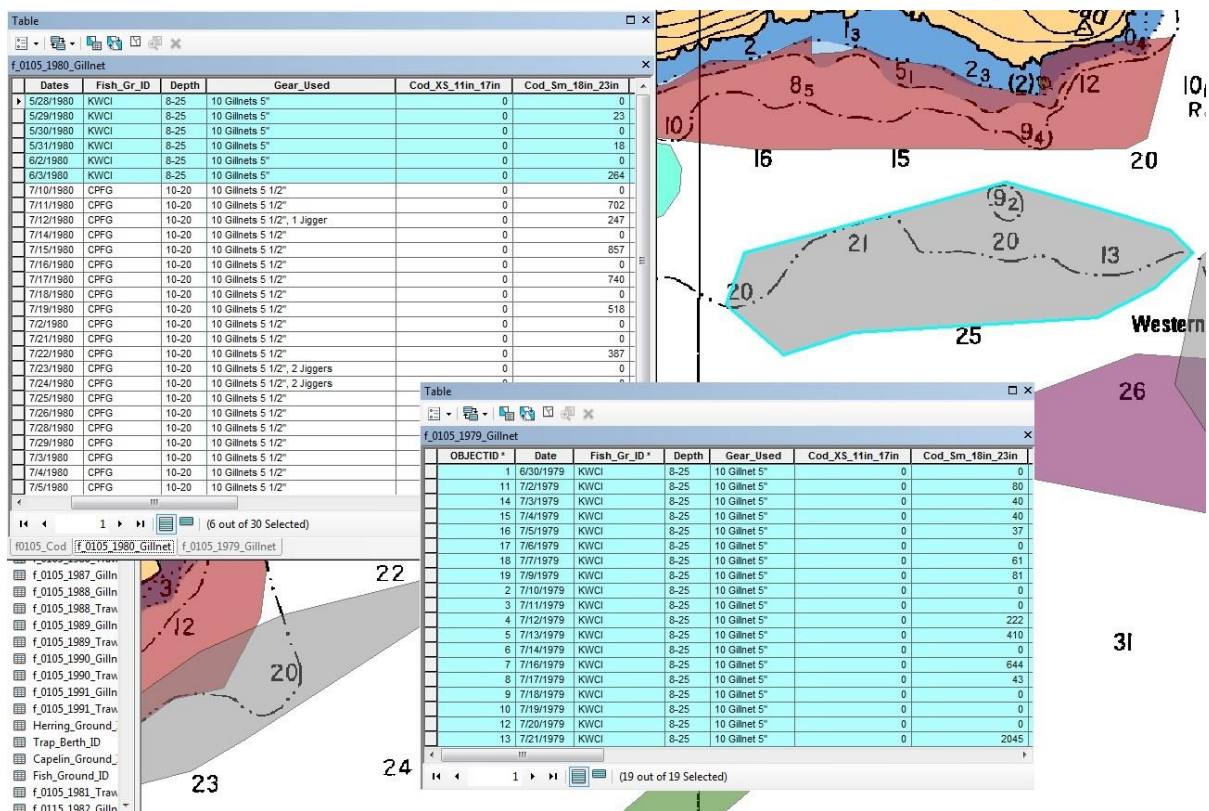 Table
f_0105_1980_Gillnet
Dates Fish_Gr_ID Depth Gear_Used Cod_XS_11in_17in Cod_Sm_18in_23in
5/28/1980 KWCI 8-25 10 Gillnets 5" 0 0
5/29/1980 KWCI 8-25 10 Gillnets 5" 0 23
5/30/1980 KWCI 8-25 10 Gillnets 5" 0 0
5/31/1980 KWCI 8-25 10 Gillnets 5" 0 18
6/2/1980 KWCI 8-25 10 Gillnets 5" 0 0
6/3/1980 KWCI 8-25 10 Gillnets 5" 0 264
7/10/1980 CPFG 10-20 10 Gillnets 5 1/2" 0 0
7/11/1980 CPFG 10-20 10 Gillnets 5 1/2" 0 702
7/12/1980 CPFG 10-20 10 Gillnets 5 1/2", 1 Jigger 0 247
7/14/1980 CPFG 10-20 10 Gillnets 5 1/2" 0 0
7/15/1980 CPFG 10-20 10 Gillnets 5 1/2" 0 857
7/16/1980 CPFG 10-20 10 Gillnets 5 1/2" 0 0
7/17/1980 CPFG 10-20 10 Gillnets 5 1/2" 0 740
7/18/1980 CPFG 10-20 10 Gillnets 5 1/2" 0 0
7/19/1980 CPFG 10-20 10 Gillnets 5 1/2" 0 518
7/2/1980 CPFG 10-20 10 Gillnets 5 1/2" 0 0
7/21/1980 CPFG 10-20 10 Gillnets 5 1/2" 0 0
7/22/1980 CPFG 10-20 10 Gillnets 5 1/2" 0 387
7/23/1980 CPFG 10-20 10 Gillnets 5 1/2", 2 Jiggers 0 0
7/24/1980 CPFG 10-20 10 Gillnets 5 1/2", 2 Jiggers
7/25/1980 CPFG 10-20 10 Gillnets 5 1/2"
7/26/1980 CPFG 10-20 10 Gillnets 5 1/2"
7/28/1980 CPFG 10-20 10 Gillnets 5 1/2"
7/29/1980 CPFG 10-20 10 Gillnets 5 1/2"
7/3/1980 CPFG 10-20 10 Gillnets 5 1/2"
7/4/1980 CPFG 10-20 10 Gillnets 5 1/2"
7/5/1980 CPFG 10-20 10 Gillnets 5 1/2"
1 (6 out of 30 Selected)
f0105_Cod f_0105_1980_Gillnet f_0105_1979_Gillnet
f_0105_1987_Gilln
f_0105_1988_Gilln
f_0105_1988_Traw
f_0105_1989_Gilln
f_0105_1989_Traw
f_0105_1990_Gilln
f_0105_1990_Traw
f_0105_1991_Gilln
f_0105_1991_Traw
Herring_Ground_
Trap_Berth_ID
Capelin_Ground_
Fish_Ground_ID
f_0105_1981_Traw
f_0115_1982_Gilln
Table
f_0105_1979_Gillnet
OBJECTID * Date Fish_Gr_ID * Depth Gear_Used Cod_XS_11in_17in Cod_Sm_18in_23in
1 6/30/1979 KWCI 8-25 10 Gillnet 5" 0 0
11 7/2/1979 KWCI 8-25 10 Gillnet 5" 0 80
14 7/3/1979 KWCI 8-25 10 Gillnet 5" 0 40
15 7/4/1979 KWCI 8-25 10 Gillnet 5" 0 40
16 7/5/1979 KWCI 8-25 10 Gillnet 5" 0 37
17 7/6/1979 KWCI 8-25 10 Gillnet 5" 0 0
18 7/7/1979 KWCI 8-25 10 Gillnet 5" 0 61
19 7/9/1979 KWCI 8-25 10 Gillnet 5" 0 81
2 7/10/1979 KWCI 8-25 10 Gillnet 5" 0 0
3 7/11/1979 KWCI 8-25 10 Gillnet 5" 0 0
4 7/12/1979 KWCI 8-25 10 Gillnet 5" 0 222
5 7/13/1979 KWCI 8-25 10 Gillnet 5" 0 410
6 7/14/1979 KWCI 8-25 10 Gillnet 5" 0 0
7 7/16/1979 KWCI 8-25 10 Gillnet 5" 0 644
8 7/17/1979 KWCI 8-25 10 Gillnet 5" 0 43
9 7/18/1979 KWCI 8-25 10 Gillnet 5" 0 0
10 7/19/1979 KWCI 8-25 10 Gillnet 5" 0 0
12 7/20/1979 KWCI 8-25 10 Gillnet 5" 0 0
13 7/21/1979 KWCI 8-25 10 Gillnet 5" 0 2045
1 (19 out of 19 Selected)
2 1 3 0 4
8 5 5 1 2 3 (2) 12 10
R
10 9 4
16 15 20
9 2
21 20 13
20
25 Western
26
31
3 22
12
20
23 24